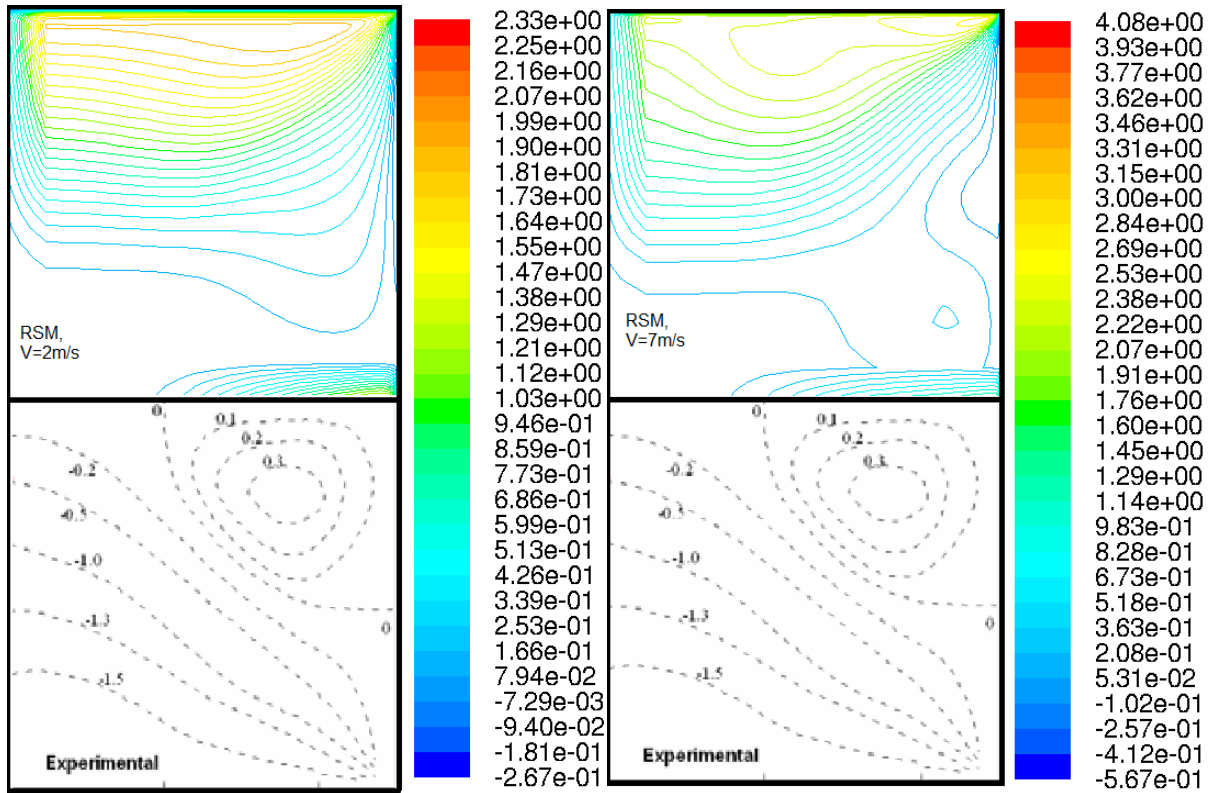 RSM,
V=2m/s
2.33e+00
2.25e+00
2.16e+00
2.07e+00
1.99e+00
1.90e+00
1.81e+00
1.73e+00
1.64e+00
1.55e+00
1.47e+00
1.38e+00
1.29e+00
1.21e+00
1.12e+00
1.03e+00
9.46e-01
8.59e-01
7.73e-01
6.86e-01
5.99e-01
5.13e-01
4.26e-01
3.39e-01
2.53e-01
1.66e-01
7.94e-02
-7.29e-03
-9.40e-02
-1.81e-01
-2.67e-01
0
0.1
0.2
0.3
-0.2
-0.5
-1.0
-1.3
0
-1.5
Experimental
RSM,
V=7m/s
4.08e+00
3.93e+00
3.77e+00
3.62e+00
3.46e+00
3.31e+00
3.15e+00
3.00e+00
2.84e+00
2.69e+00
2.53e+00
2.38e+00
2.22e+00
2.07e+00
1.91e+00
1.76e+00
1.60e+00
1.45e+00
1.29e+00
1.14e+00
9.83e-01
8.28e-01
6.73e-01
5.18e-01
3.63e-01
2.08e-01
5.31e-02
-1.02e-01
-2.57e-01
-4.12e-01
-5.67e-01
0
0.1
0.2
0.3
-0.2
-0.5
-1.0
-1.3
0
-1.5
Experimental